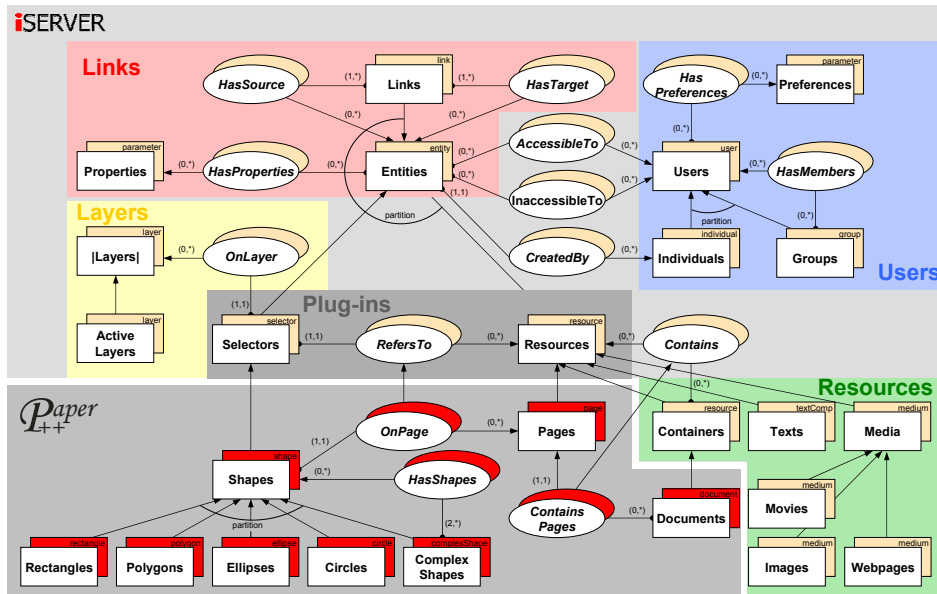 iSERVER
Links
link
Links
HasSource
(1,*)
(1,*)
HasTarget
(0,*)
(0,*)
parameter
Properties
(0,*)
HasProperties
(0,*)
entity
Entities
(0,*)
(0,*)
(1,1)
partition
AccessibleTo
InaccessibleTo
CreatedBy
(0,*)
(0,*)
(0,*)
Has
Preferences
(0,*)
parameter
Preferences
(0,*)
user
Users
(0,*)
HasMembers
(0,*)
partition
individual
Individuals
group
Groups
Users
Layers
layer
|Layers|
(0,*)
OnLayer
(1,1)
layer
Active
Layers
Plug-ins
selector
Selectors
(1,1)
RefersTo
(0,*)
resource
Resources
(0,*)
Contains
(0,*)
Resources
resource
Containers
textComp
Texts
medium
Media
medium
Movies
medium
Images
medium
Webpages
Paper
++
OnPage
(1,1)
(0,*)
page
Pages
shape
Shapes
(0,*)
HasShapes
(2,*)
(1,1)
Contains
Pages
(0,*)
document
Documents
partition
rectangle
Rectangles
polygon
Polygons
ellipse
Ellipses
circle
Circles
complexShape
Complex
Shapes